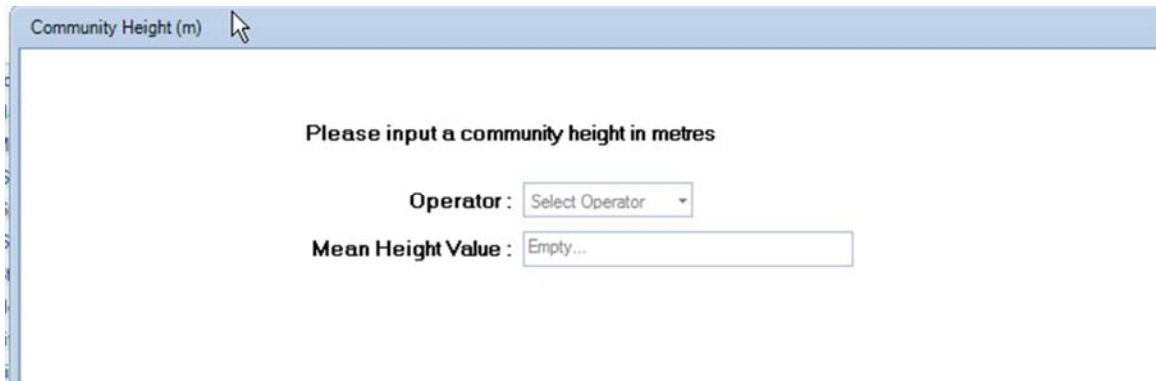 Community Height (m)
Please input a community height in metres
Operator : Select Operator
Mean Height Value : Empty...